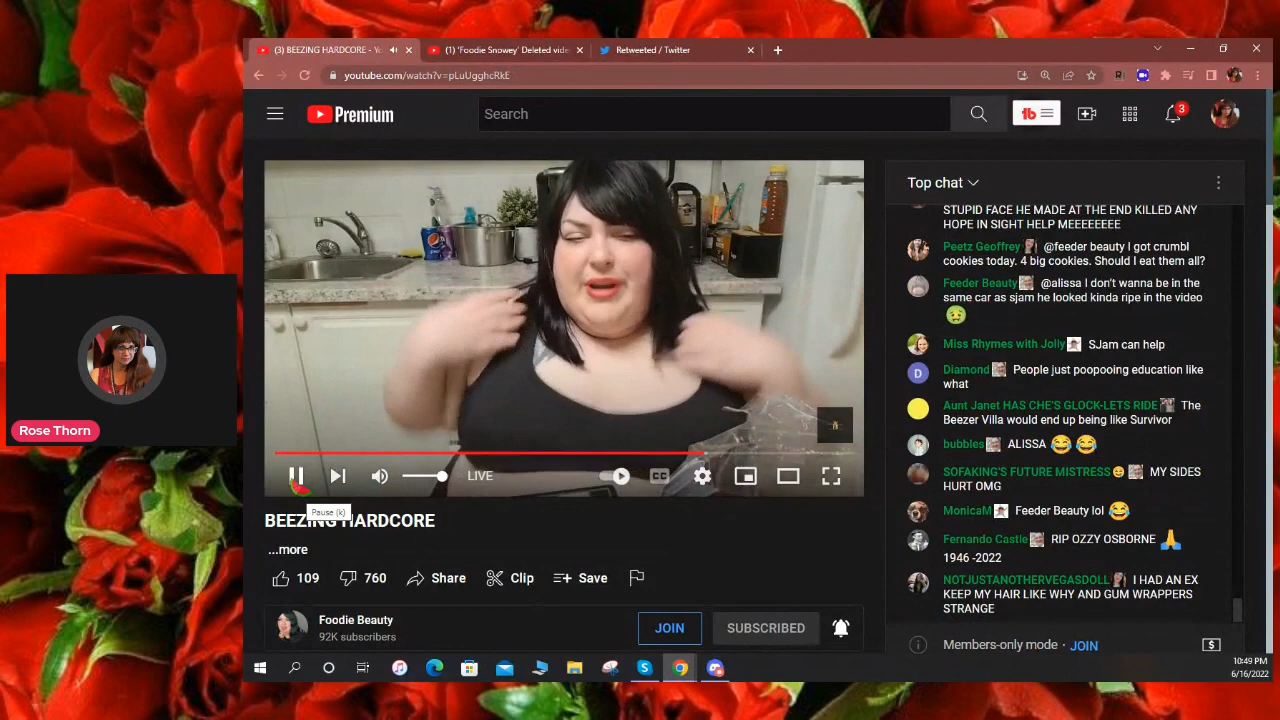 (3) BEEZING HARDCORE - Yo
(1) 'Foodie Snowey' Deleted vide
Retweeted / Twitter
youtube.com/watch?v=pLuUgghcRkE
Premium
Search
3
Top chat
STUPID FACE HE MADE AT THE END KILLED ANY
HOPE IN SIGHT HELP MEEEEEEE
Peetz Geoffrey @feeder beauty I got crumbl
cookies today. 4 big cookies. Should I eat them all?
Feeder Beauty @alissa I don't wanna be in the
same car as sjam he looked kinda ripe in the video
Miss Rhymes with Jolly SJam can help
D
Diamond People just poopooing education like
what
Aunt Janet HAS CHE'S GLOCK-LETS RIDE The
Beezer Villa would end up being like Survivor
bubbles ALISSA
SOFAKING'S FUTURE MISTRESS MY SIDES
HURT OMG
MonicaM Feeder Beauty lol
Fernando Castle RIP OZZY OSBORNE
1946 -2022
NOTJUSTANOTHERVEGASDOLL I HAD AN EX
KEEP MY HAIR LIKE WHY AND GUM WRAPPERS
STRANGE
Members-only mode · JOIN
pepsi
LIVE
CC
Pause (k)
BEEZING HARDCORE
...more
109
760
Share
Clip
Save
Foodie Beauty
92K subscribers
JOIN
SUBSCRIBED
Rose Thorn
10:49 PM
6/16/2022